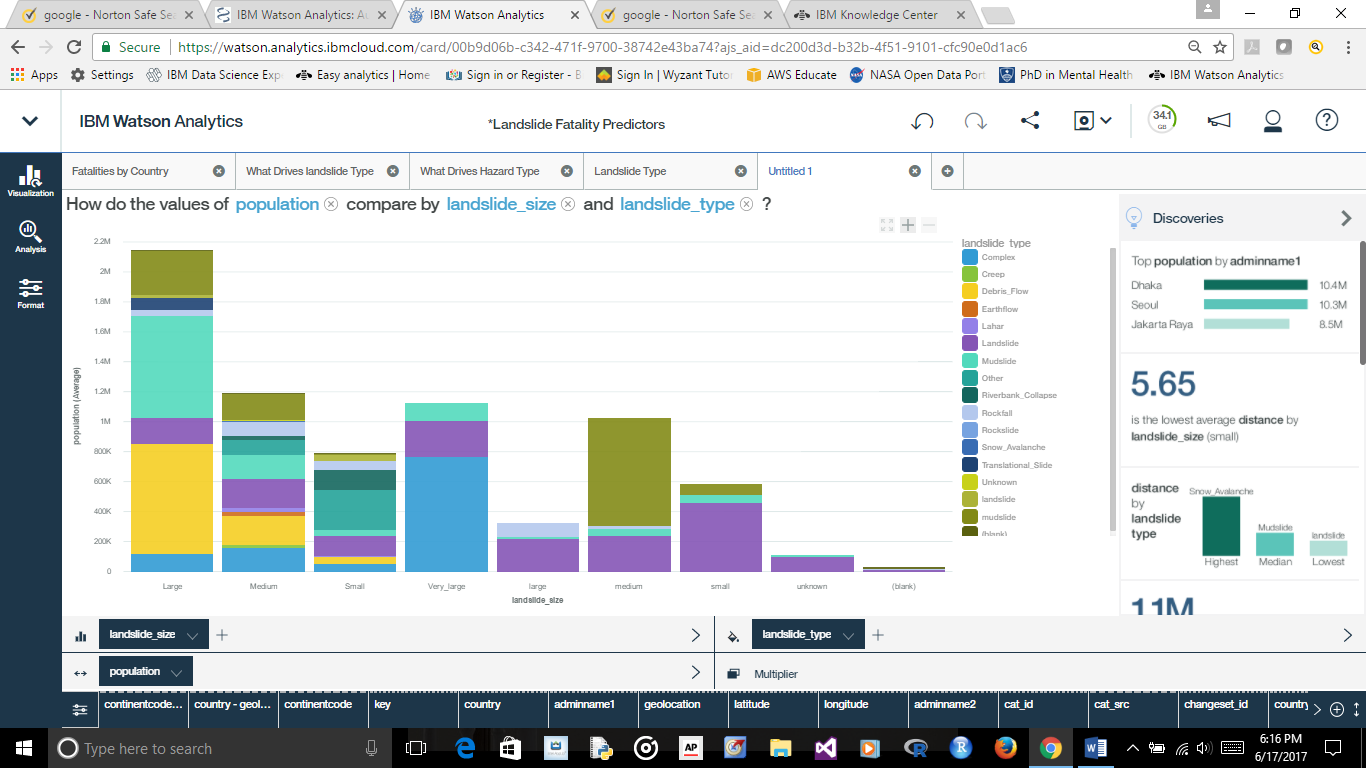 google - Norton Safe Se
IBM Watson Analytics: Au
IBM Watson Analytics
google - Norton Safe Sea
IBM Knowledge Center
Secure
https://watson.analytics.ibmcloud.com/card/00b9d06b-c342-471f-9700-38742e43ba74?ajs_aid=dc200d3d-b32b-4f51-9101-cfc90e0d1ac6
Apps
Settings
IBM Data Science Exp
Easy analytics | Home
Sign in or Register - B
Sign In | Wyzant Tutor
AWS Educate
NASA Open Data Port
PhD in Mental Health
IBM Watson Analytics
IBM Watson Analytics
*Landslide Fatality Predictors
34.1
GB
Visualization
Analysis
Format
Fatalities by Country
What Drives landslide Type
What Drives Hazard Type
Landslide Type
Untitled 1
How do the values of population compare by landslide_size and landslide_type ?
2.2M
2M
1.8M
1.6M
1.4M
1.2M
1M
800K
600K
400K
200K
0
population (Average)
Large
Medium
Small
Very_large
large
medium
small
unknown
(blank)
landslide_size
landslide_type
Complex
Creep
Debris_Flow
Earthflow
Lahar
Landslide
Mudslide
Other
Riverbank_Collapse
Rockfall
Rockslide
Snow_Avalanche
Translational_Slide
Unknown
landslide
mudslide
(blank)
Discoveries
Top population by adminname1
Dhaka 10.4M
Seoul 10.3M
Jakarta Raya 8.5M
5.65
is the lowest average distance by
landslide_size (small)
distance
by
landslide
type
Snow_Avalanche
Mudslide
landslide
Highest
Median
Lowest
11M
landslide_size
landslide_type
population
Multiplier
continentcode...
country - geol...
continentcode
key
country
adminname1
geolocation
latitude
longitude
adminname2
cat_id
cat_src
changeset_id
country
Type here to search
AP
R
R
6:16 PM
6/17/2017